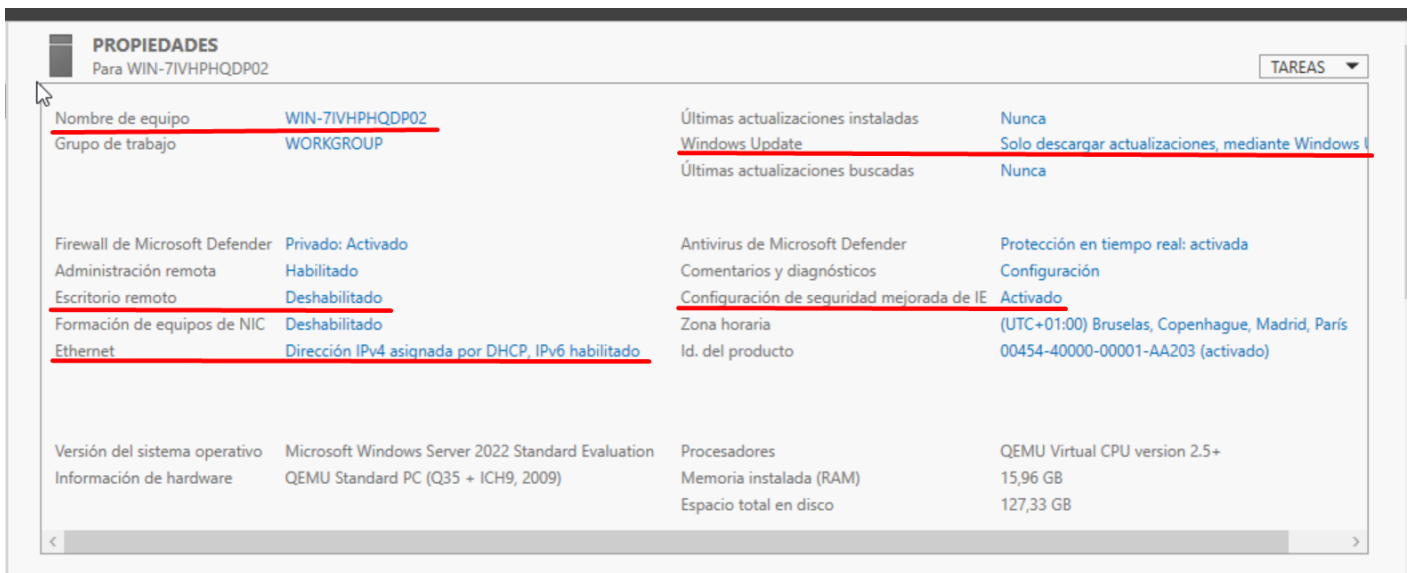 PROPIEDADES
Para WIN-7IVHPHQDP02
TAREAS
Nombre de equipo WIN-7IVHPHQDP02
Grupo de trabajo WORKGROUP
Últimas actualizaciones instaladas Nunca
Windows Update Solo descargar actualizaciones, mediante Windows
Últimas actualizaciones buscadas Nunca
Firewall de Microsoft Defender Privado: Activado
Administración remota Habilitado
Escritorio remoto Deshabilitado
Formación de equipos de NIC Deshabilitado
Ethernet Dirección IPv4 asignada por DHCP, IPv6 habilitado
Antivirus de Microsoft Defender Protección en tiempo real: activada
Comentarios y diagnósticos Configuración
Configuración de seguridad mejorada de IE Activado
Zona horaria (UTC+01:00) Bruselas, Copenhague, Madrid, París
Id. del producto 00454-40000-00001-AA203 (activado)
Versión del sistema operativo Microsoft Windows Server 2022 Standard Evaluation
Información de hardware QEMU Standard PC (Q35 + ICH9, 2009)
Procesadores QEMU Virtual CPU version 2.5+
Memoria instalada (RAM) 15,96 GB
Espacio total en disco 127,33 GB